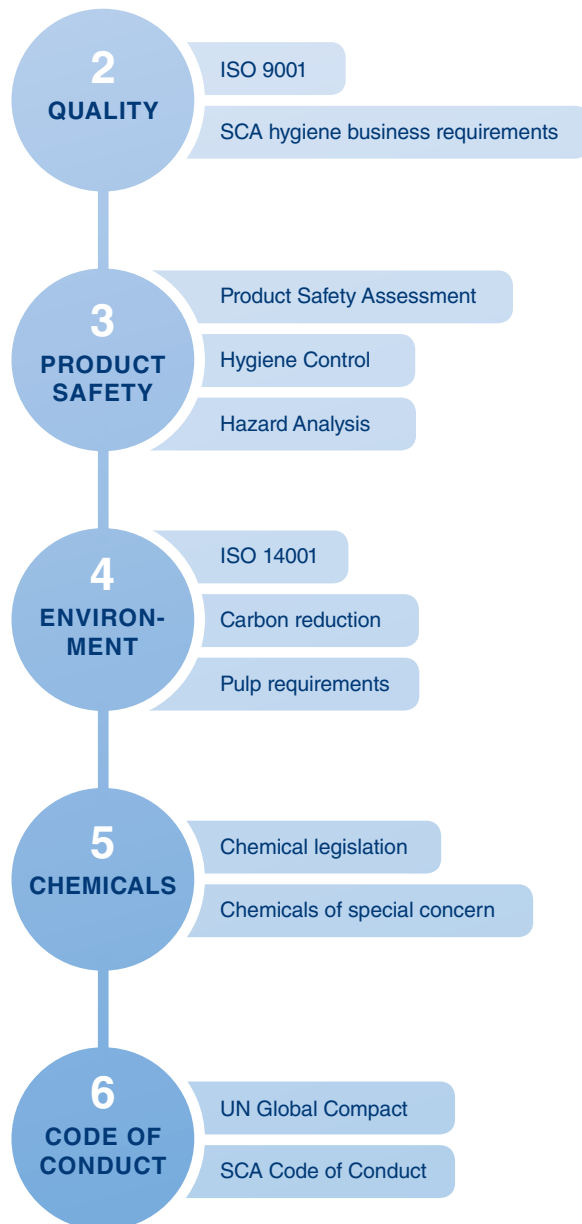 2
QUALITY
ISO 9001
SCA hygiene business requirements
3
PRODUCT
SAFETY
Product Safety Assessment
Hygiene Control
Hazard Analysis
4
ENVIRON-
MENT
ISO 14001
Carbon reduction
Pulp requirements
5
CHEMICALS
Chemical legislation
Chemicals of special concern
6
CODE OF
CONDUCT
UN Global Compact
SCA Code of Conduct